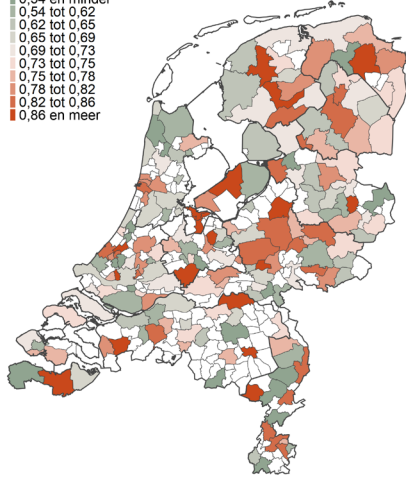 0,54 en minder
0,54 tot 0,62
0,62 tot 0,65
0,65 tot 0,69
0,69 tot 0,73
0,73 tot 0,75
0,75 tot 0,78
0,78 tot 0,82
0,82 tot 0,86
0,86 en meer